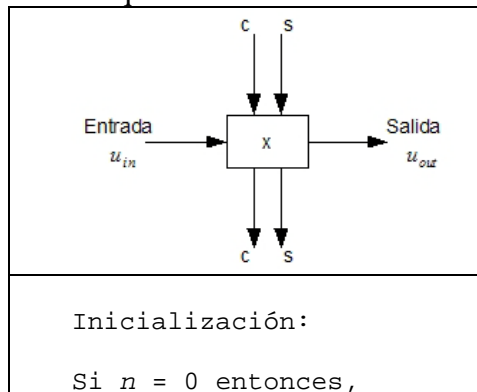 C S
Entrada
Salida
X
u_in
u_out
C S
Inicialización:
Si n = 0 entonces,